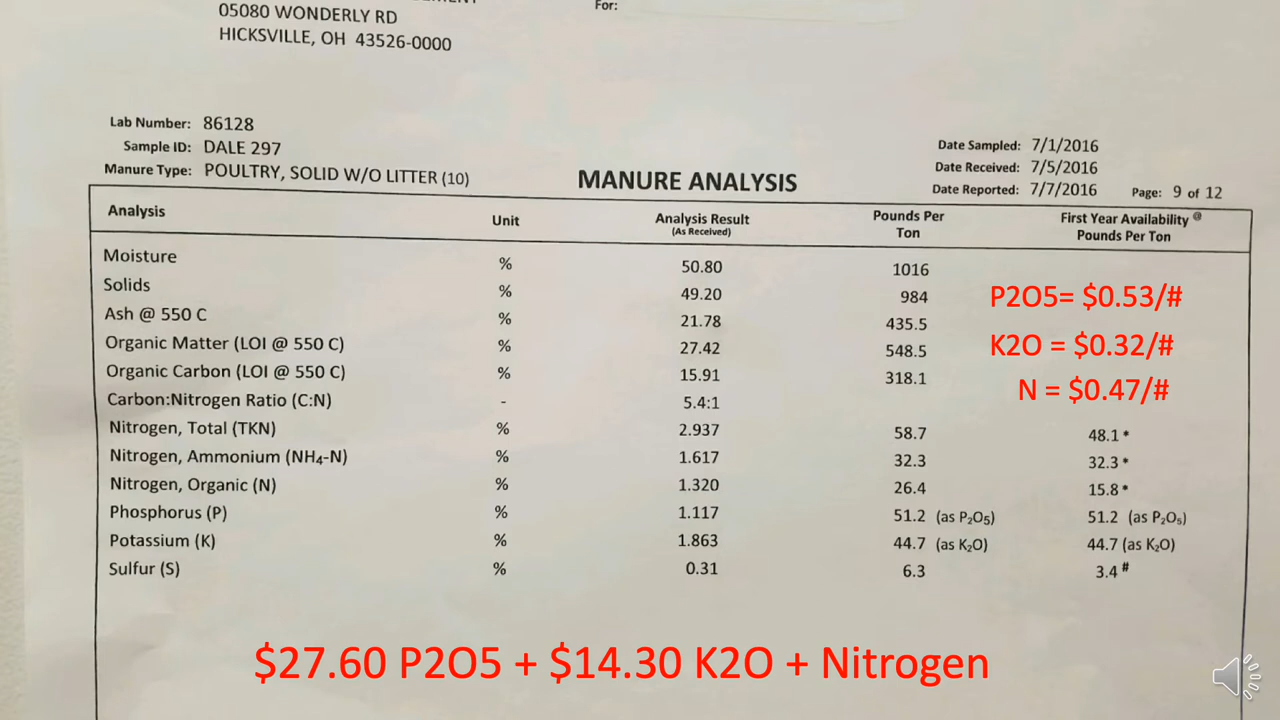 For:
05080 WONDERLY RD
HICKSVILLE, OH 43526-0000
Lab Number: 86128
Sample ID: DALE 297
Manure Type: POULTRY, SOLID W/O LITTER (10)
MANURE ANALYSIS
Date Sampled: 7/1/2016
Date Received: 7/5/2016
Date Reported: 7/7/2016 Page: 9 of 12
Analysis Unit Analysis Result (As Received) Pounds Per Ton First Year Availability @ Pounds Per Ton
Moisture % 50.80 1016
Solids % 49.20 984
P2O5= $0.53/#
Ash @ 550 C % 21.78 435.5
Organic Matter (LOI @ 550 C) % 27.42 548.5
K2O = $0.32/#
Organic Carbon (LOI @ 550 C) % 15.91 318.1
N = $0.47/#
Carbon:Nitrogen Ratio (C:N) - 5.4:1
Nitrogen, Total (TKN) % 2.937 58.7 48.1 *
Nitrogen, Ammonium (NH₄-N) % 1.617 32.3 32.3 *
Nitrogen, Organic (N) % 1.320 26.4 15.8 *
Phosphorus (P) % 1.117 51.2 (as P₂O₅) 51.2 (as P₂O₅)
Potassium (K) % 1.863 44.7 (as K₂O) 44.7 (as K₂O)
Sulfur (S) % 0.31 6.3 3.4 #
$27.60 P2O5 + $14.30 K2O + Nitrogen